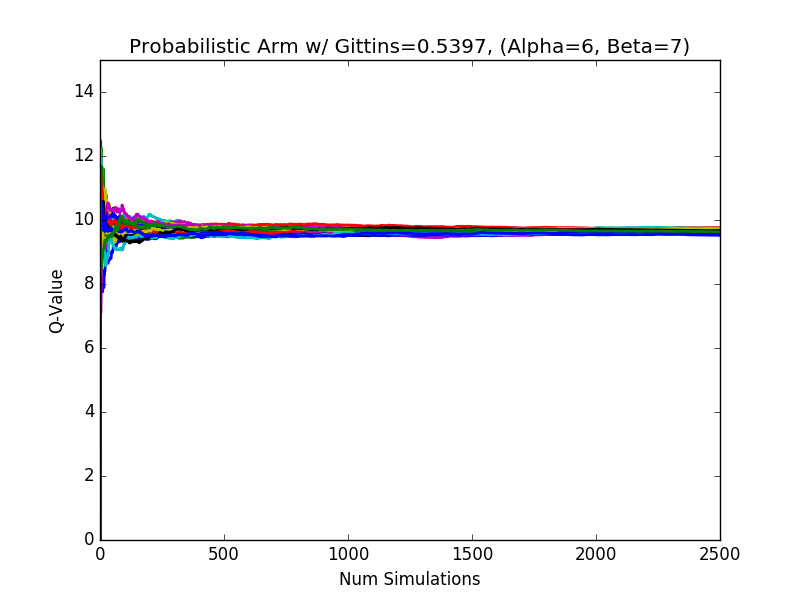 Probabilistic Arm w/ Gittins=0.5397, (Alpha=6, Beta=7)
14
12
10
8
6
4
2
0
Q-Value
0 500 1000 1500 2000 2500
Num Simulations